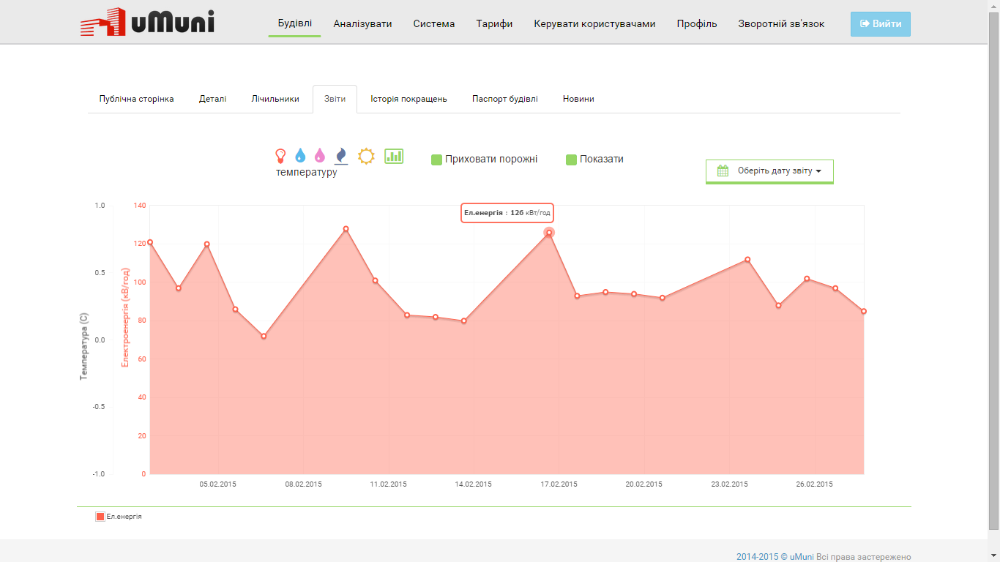 uMuni
Будівлі Аналізувати Система Тарифи Керувати користувачами Профіль Зворотній зв'язок Вийти
Публічна сторінка Деталі Лічильники Звіти Історія покращень Паспорт будівлі Новини
Приховати порожні Показати
температуру
Оберіть дату звіту
Температура (C)
1.0
0.5
0.0
-0.5
-1.0
Електроенергія (кВ/год)
140
120
100
80
60
40
20
0
Ел.енергія : 126 кВт/год
05.02.2015 08.02.2015 11.02.2015 14.02.2015 17.02.2015 20.02.2015 23.02.2015 26.02.2015
Ел.енергія
2014-2015 © uMuni Всі права застережено